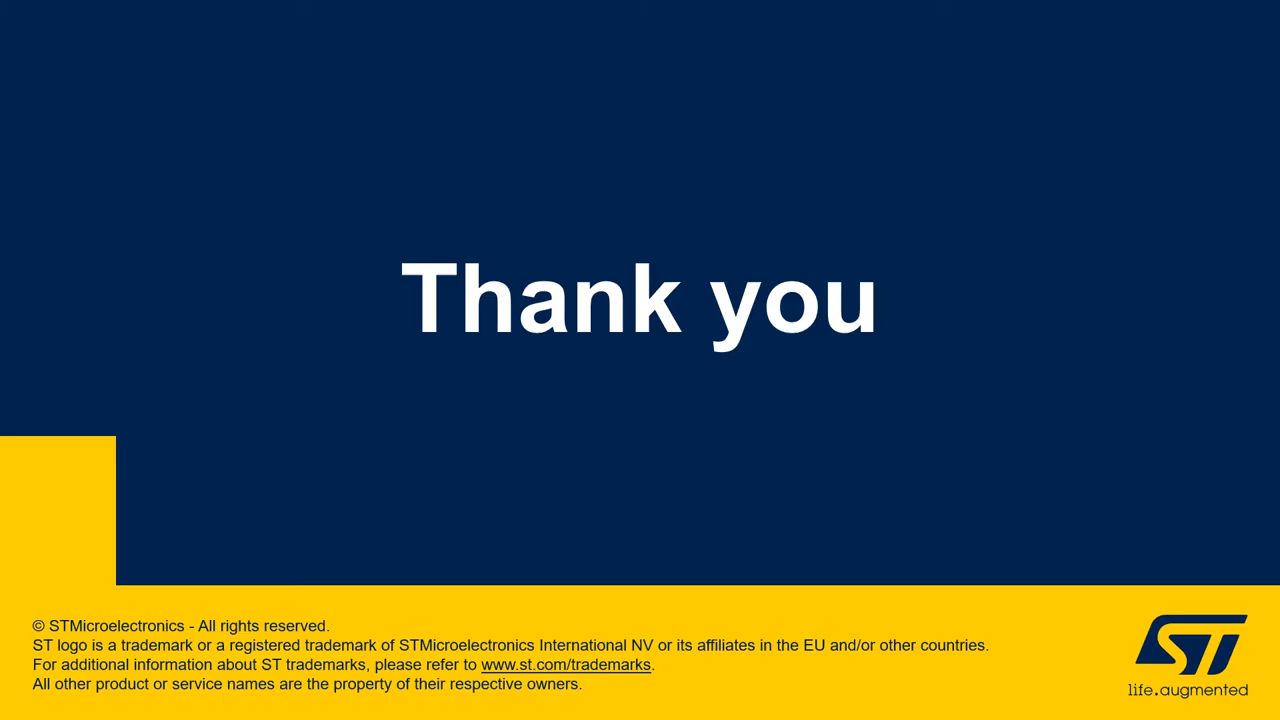 Thank you
© STMicroelectronics - All rights reserved.
ST logo is a trademark or a registered trademark of STMicroelectronics International NV or its affiliates in the EU and/or other countries.
For additional information about ST trademarks, please refer to www.st.com/trademarks.
All other product or service names are the property of their respective owners.
ST
life.augmented